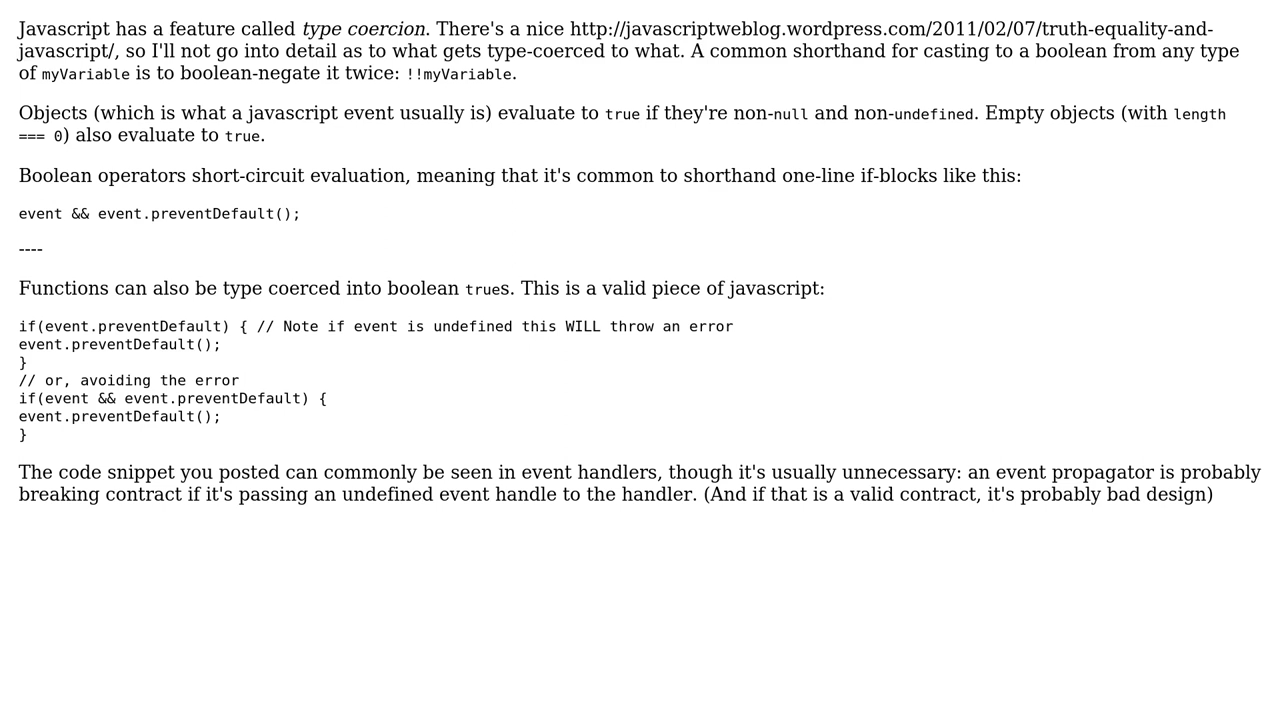 Javascript has a feature called type coercion. There's a nice http://javascriptweblog.wordpress.com/2011/02/07/truth-equality-and-
javascript/, so I'll not go into detail as to what gets type-coerced to what. A common shorthand for casting to a boolean from any type
of myVariable is to boolean-negate it twice: !!myVariable.
Objects (which is what a javascript event usually is) evaluate to true if they're non-null and non-undefined. Empty objects (with length
=== 0) also evaluate to true.
Boolean operators short-circuit evaluation, meaning that it's common to shorthand one-line if-blocks like this:
event && event.preventDefault();
----
Functions can also be type coerced into boolean trues. This is a valid piece of javascript:
if(event.preventDefault) { // Note if event is undefined this WILL throw an error
event.preventDefault();
}
// or, avoiding the error
if(event && event.preventDefault) {
event.preventDefault();
}
The code snippet you posted can commonly be seen in event handlers, though it's usually unnecessary: an event propagator is probably
breaking contract if it's passing an undefined event handle to the handler. (And if that is a valid contract, it's probably bad design)